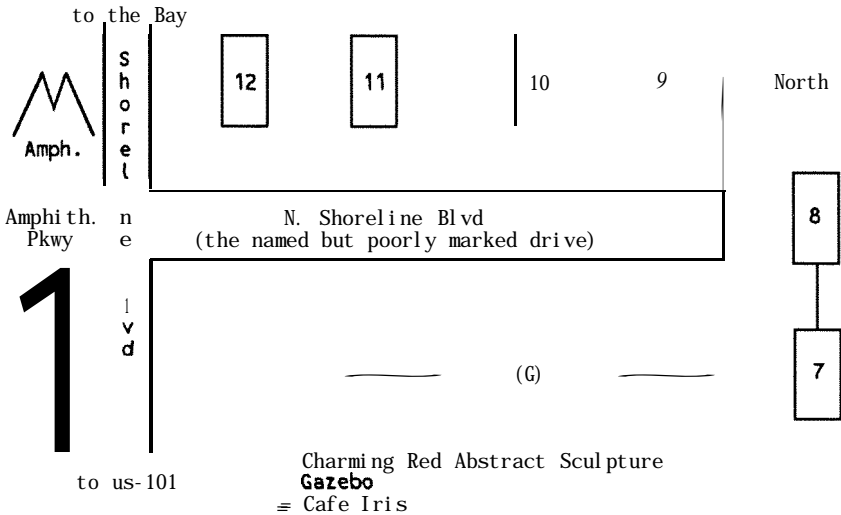 to the Bay
Shorel
12
11
10
9
North
Amph.
Amphith.
Pkwy
n
e
N. Shoreline Blvd
(the named but poorly marked drive)
8
1
l
v
d
(G)
7
to us-101
Charming Red Abstract Sculpture
Gazebo
= Cafe Iris